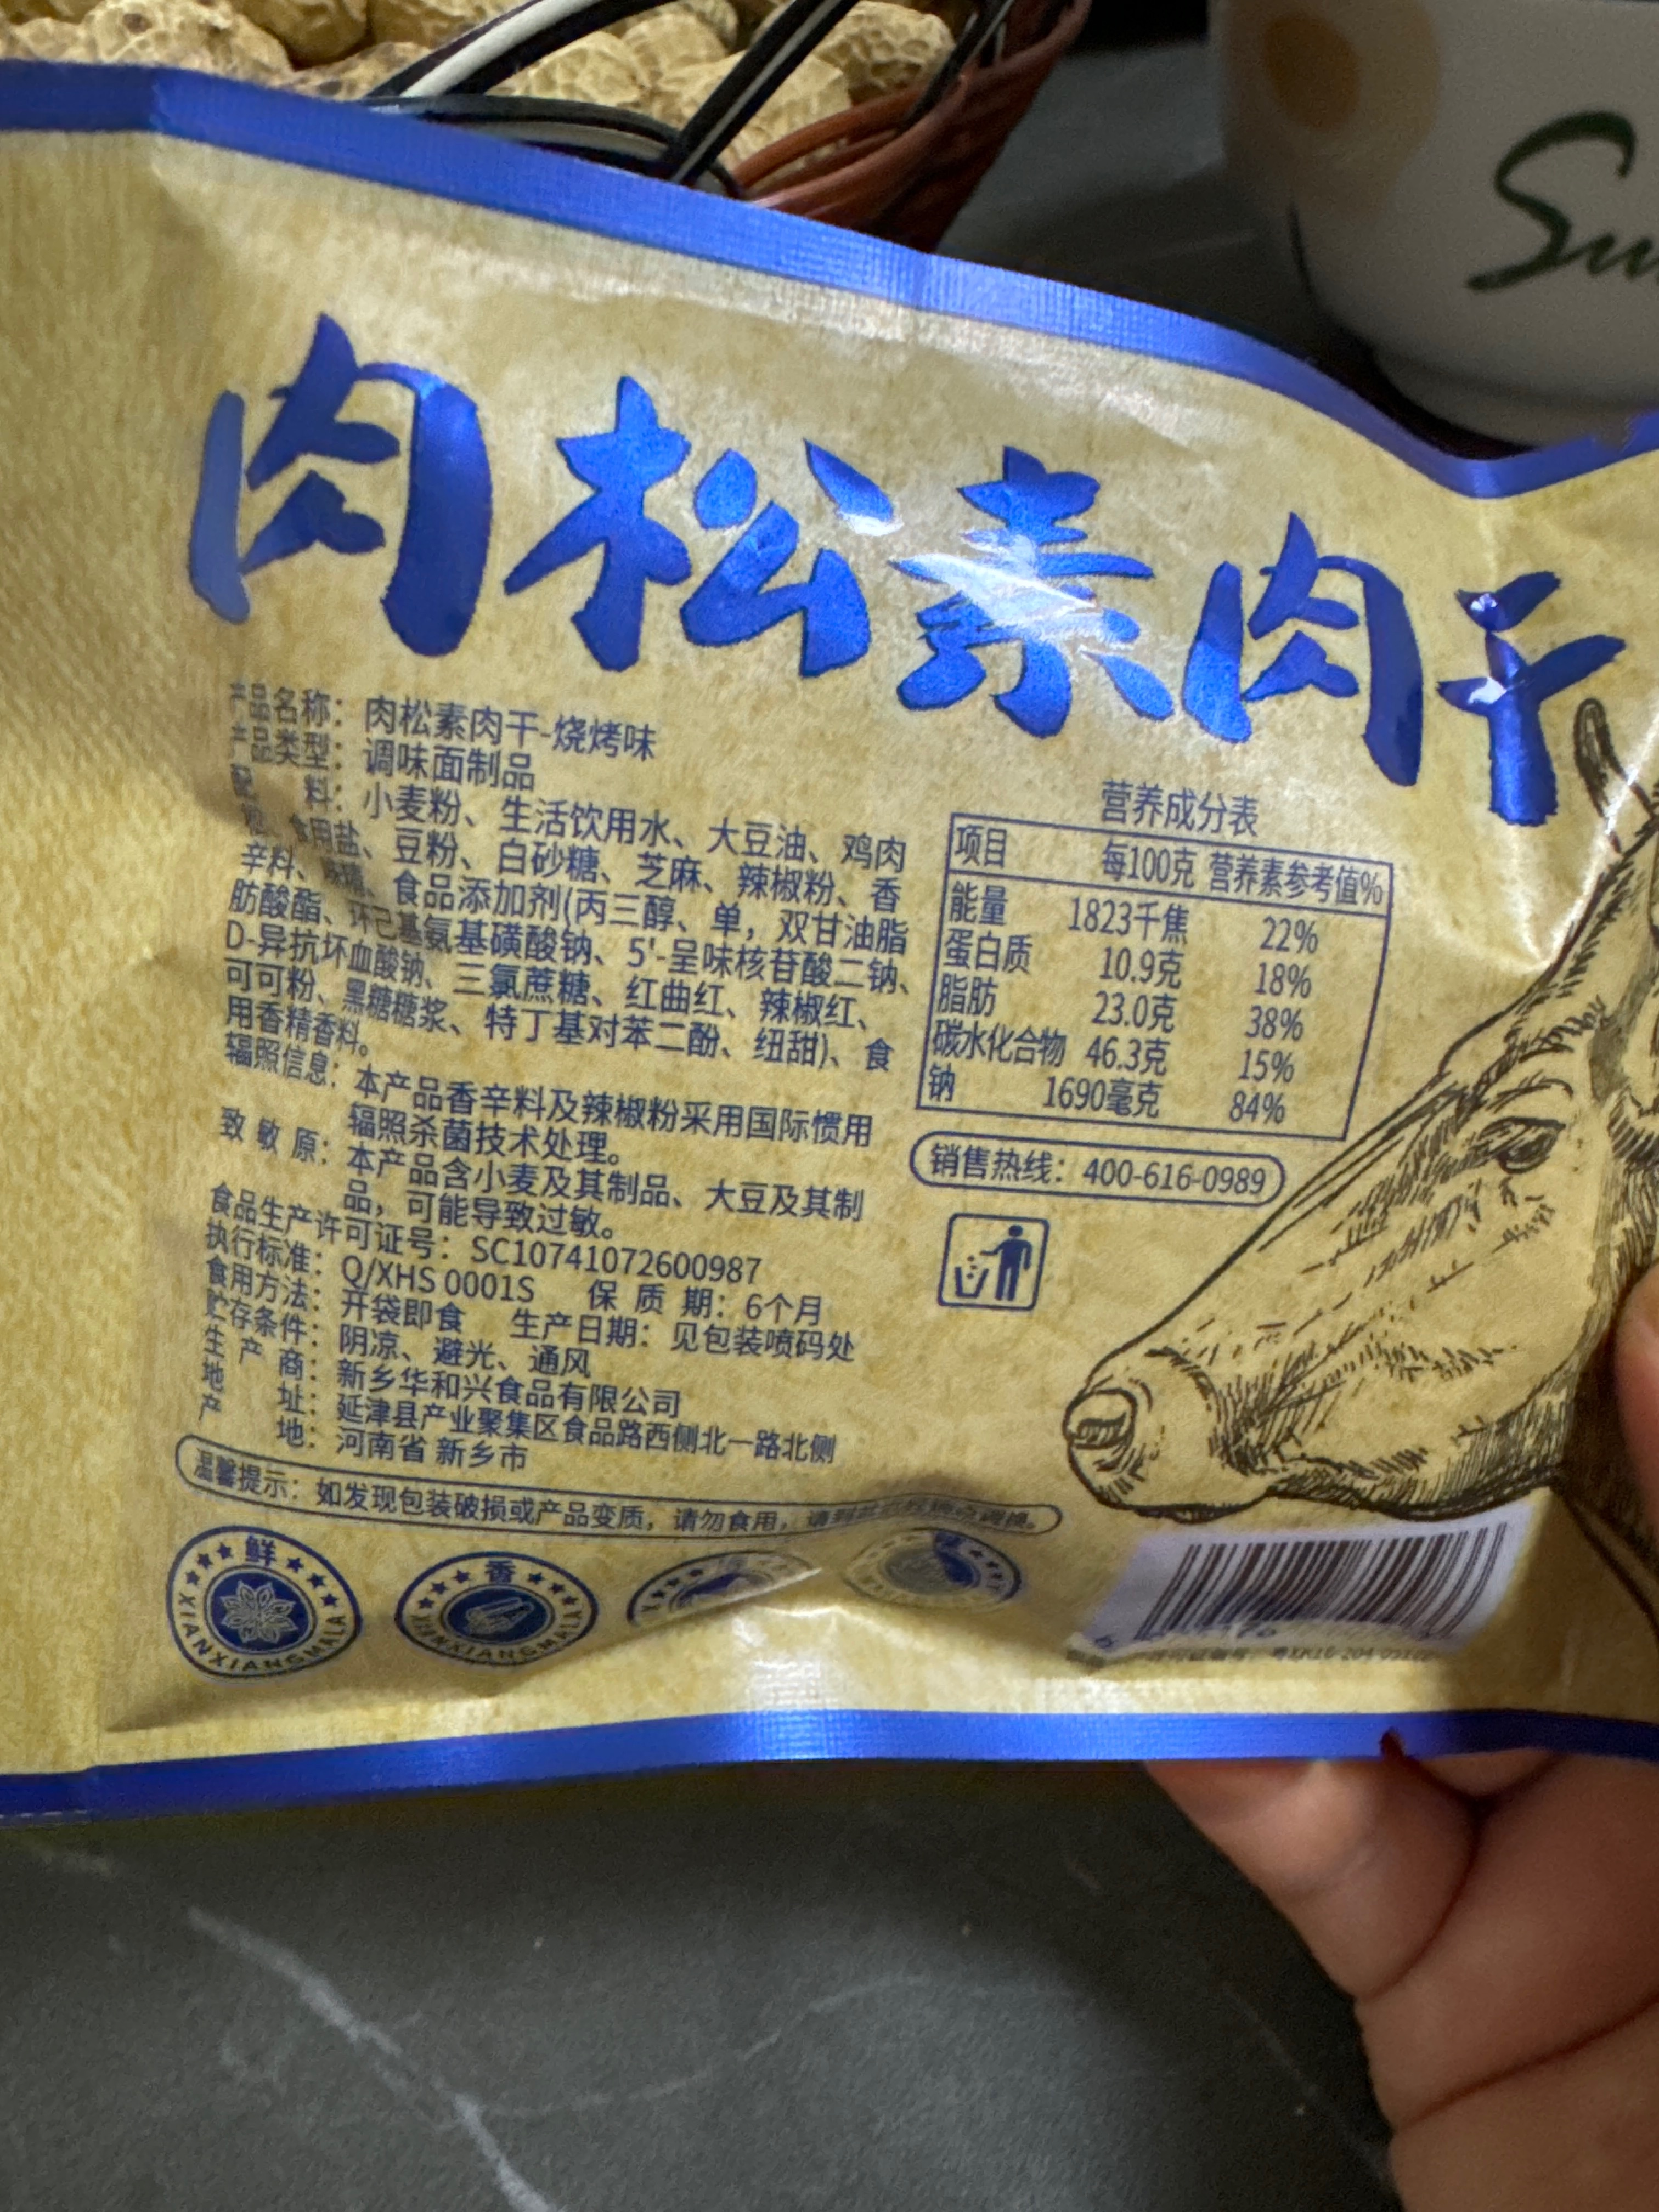 Su
肉松素肉干
产品名称：肉松素肉干-烧烤味
产品类型：调味面制品
配料：小麦粉、生活饮用水、大豆油、鸡肉
食用盐、豆粉、白砂糖、芝麻、辣椒粉、香
辛料、食品添加剂(丙三醇、单，双甘油脂
肪酸酯、环己基氨基磺酸钠、5'-呈味核苷酸二钠、
D-异抗坏血酸钠、三氯蔗糖、红曲红、辣椒红、
可可粉、黑糖糖浆、特丁基对苯二酚、纽甜)、食
用香精香料。
辐照信息：本产品香辛料及辣椒粉采用国际惯用
辐照杀菌技术处理。
致敏原：本产品含小麦及其制品、大豆及其制
品，可能导致过敏。
食品生产许可证号：SC10741072600987
执行标准：Q/XHS 0001S 保质期：6个月
食用方法：开袋即食 生产日期：见包装喷码处
贮存条件：阴凉、避光、通风
生产商：新乡华和兴食品有限公司
地址：延津县产业聚集区食品路西侧北一路北侧
产地：河南省 新乡市
温馨提示：如发现包装破损或产品变质，请勿食用，
营养成分表
项目 每100克 营养素参考值%
能量 1823千焦 22%
蛋白质 10.9克 18%
脂肪 23.0克 38%
碳水化合物 46.3克 15%
钠 1690毫克 84%
销售热线：400-616-0989
鲜
XIANXIANGMALA
香
XIANXIANGMALA